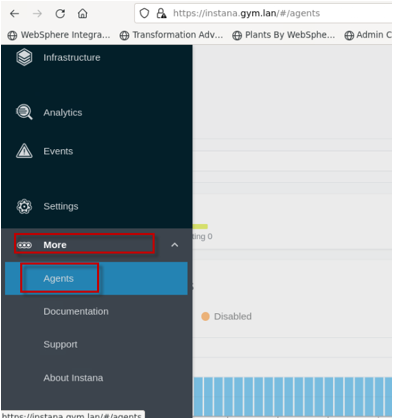 https://instana.gym.lan/#/agents
WebSphere Integra... Transformation Adv... Plants By WebSphe... Admin C
Infrastructure
Analytics
Events
Settings
ting 0
More
Agents
Disabled
Documentation
Support
About Instana
https://instana.gym.lan/#/agents